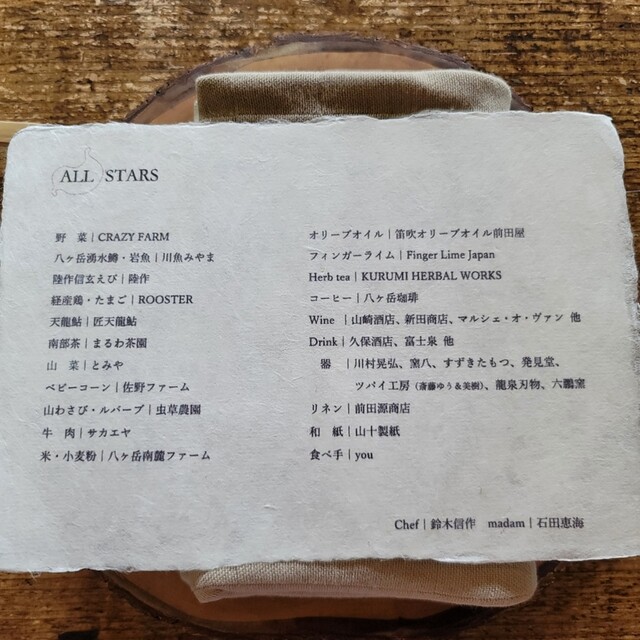 ALL STARS
野 菜 | CRAZY FARM
八ヶ岳湧水鱒・岩魚 | 川魚みやま
陸作信玄えび | 陸作
経産鶏・たまご | ROOSTER
天龍鮎 | 匠天龍鮎
南部茶 | まるわ茶園
山 菜 | とみや
ベビーコーン | 佐野ファーム
山わさび・ルバーブ | 虫草農園
牛 肉 | サカエヤ
米・小麦粉 | 八ヶ岳南麓ファーム
オリーブオイル | 笛吹オリーブオイル前田屋
フィンガーライム | Finger Lime Japan
Herb tea | KURUMI HERBAL WORKS
コーヒー | 八ヶ岳珈琲
Wine | 山崎酒店、新田商店、マルシェ・オ・ヴァン 他
Drink | 久保酒店、富士泉 他
器 | 川村晃弘、室八、すずきたもつ、発見堂、
ツバイ工房 (斎藤ゆう&美樹)、龍泉刃物、六鵬窯
リネン | 前田源商店
和 紙 | 山十製紙
食べ手 | you
Chef | 鈴木信作 madam | 石田恵海